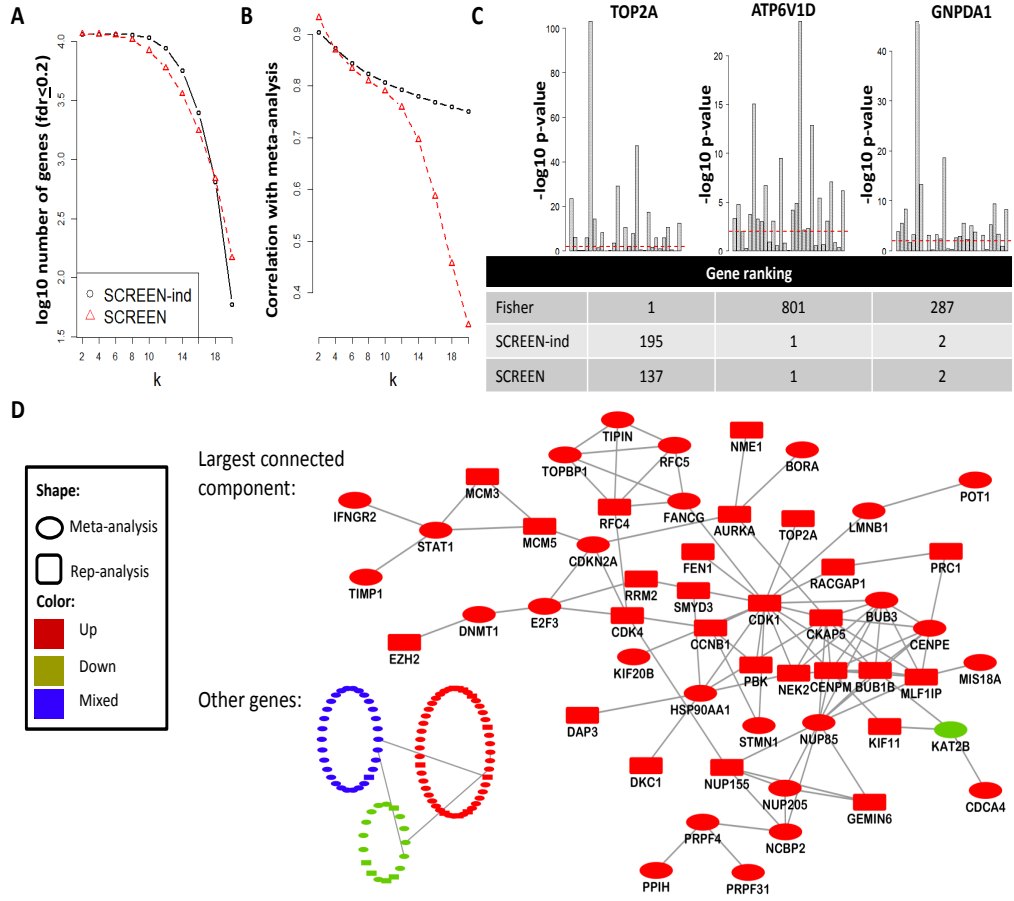 A
log10 number of genes (fdr<0.2)
4.0
3.5
3.0
2.5
2.0
1.5
SCREEN-ind
SCREEN
2 4 6 8 10 14 18
k
B
Correlation with meta-analysis
0.9
0.8
0.7
0.6
0.5
0.4
2 4 6 8 10 14 18
k
C
TOP2A
-log10 p-value
100
80
60
40
20
0
ATP6V1D
-log10 p-value
20
15
10
5
0
GNPDA1
-log10 p-value
40
30
20
10
0
Gene ranking
Fisher 1 801 287
SCREEN-ind 195 1 2
SCREEN 137 1 2
D
Shape:
Meta-analysis
Rep-analysis
Color:
Up
Down
Mixed
Largest connected
component:
Other genes:
TIPIN
NME1
TOPBP1
RFC5
BORA
MCM3
POT1
IFNGR2
RFC4
FANCG
AURKA
TOP2A
LMNB1
STAT1
MCM5
CDKN2A
FEN1
RACGAP1
PRC1
TIMP1
RRM2
SMYD3
CDK1
BUB3
DNMT1
E2F3
CDK4
CCNB1
CKAP5
CENPE
EZH2
KIF20B
PBK
NEK2
CENPM
BUB1B
MLF1IP
MIS18A
HSP90AA1
DAP3
STMN1
NUP85
KIF11
KAT2B
DKC1
NUP155
NUP205
GEMIN6
CDCA4
PRPF4
NCBP2
PPIH
PRPF31